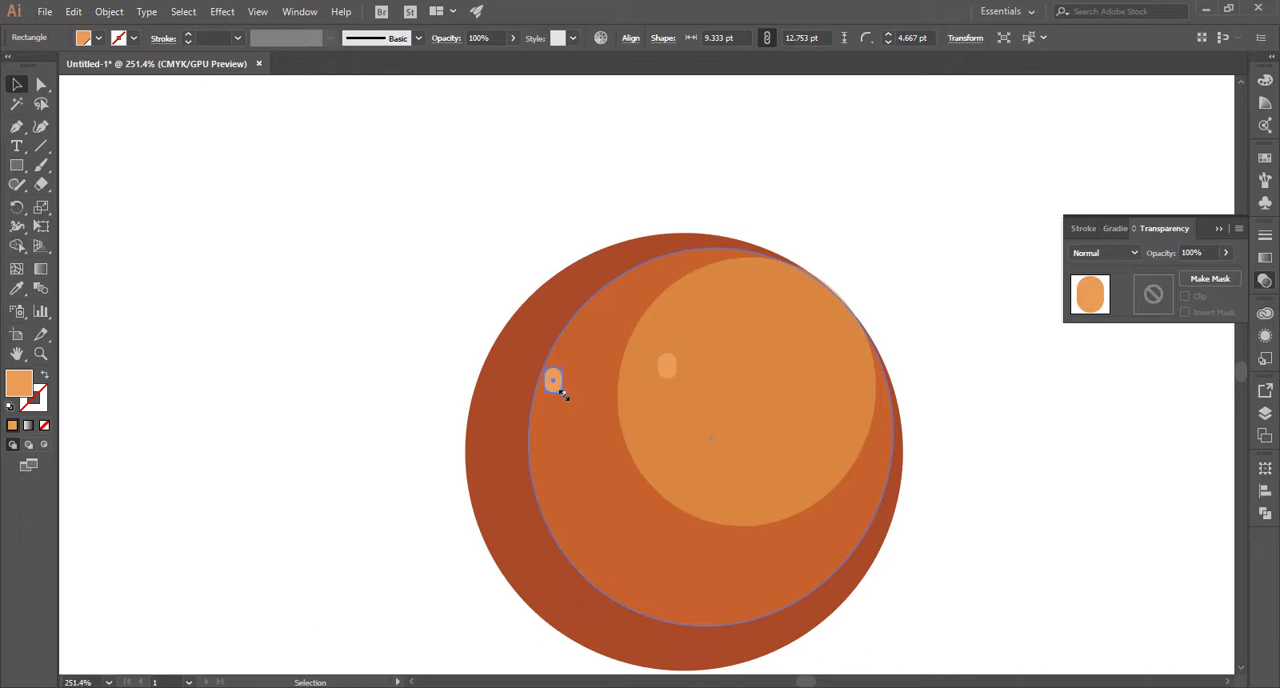 Ai File Edit Object Type Select Effect View Window Help Br St Essentials Search Adobe Stock
Rectangle Stroke: Basic Opacity: 100% Style: Align Shape: 9.333 pt 12.753 pt 4.667 pt Transform
Untitled-1* @ 251.4% (CMYK/GPU Preview) ×
Stroke Gradie Transparency
Normal Opacity: 100%
Make Mask
Clip
Invert Mask
251.4% 1 Selection